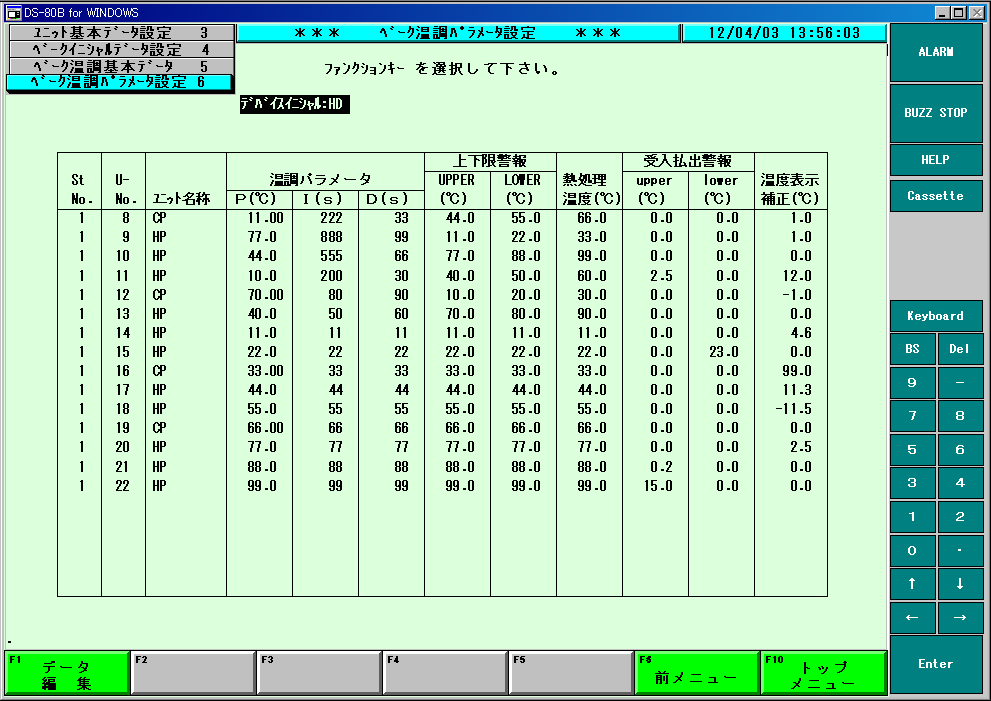 DS-80B for WINDOWS
ﾕﾆｯﾄ基本ﾃﾞｰﾀ設定 3
ﾍﾞｰｸｲﾆｼｬﾙﾃﾞｰﾀ設定 4
ﾍﾞｰｸ温調基本ﾃﾞｰﾀ 5
ﾍﾞｰｸ温調ﾊﾟﾗﾒｰﾀ設定 6
＊＊＊ ﾍﾞｰｸ温調ﾊﾟﾗﾒｰﾀ設定 ＊＊＊
12/04/03 13:56:03
ﾌｧﾝｸｼｮﾝｷｰ を選択して下さい。
ﾃﾞﾊﾞｲｽｲﾆｼｬﾙ:HD
上下限警報 受入払出警報
St U- 温調パラメータ UPPER LOWER 熱処理 upper lower 温度表示
No. No. ﾕﾆｯﾄ名称 Ｐ(℃) Ｉ(ｓ) Ｄ(ｓ) (℃) (℃) 温度(℃) (℃) (℃) 補正(℃)
1 8 CP 11.00 222 33 44.0 55.0 66.0 0.0 0.0 1.0
1 9 HP 77.0 888 99 11.0 22.0 33.0 0.0 0.0 1.0
1 10 HP 44.0 555 66 77.0 88.0 99.0 0.0 0.0 0.0
1 11 HP 10.0 200 30 40.0 50.0 60.0 2.5 0.0 12.0
1 12 CP 70.00 80 90 10.0 20.0 30.0 0.0 0.0 -1.0
1 13 HP 40.0 50 60 70.0 80.0 90.0 0.0 0.0 0.0
1 14 HP 11.0 11 11 11.0 11.0 11.0 0.0 0.0 4.6
1 15 HP 22.0 22 22 22.0 22.0 22.0 0.0 23.0 0.0
1 16 CP 33.00 33 33 33.0 33.0 33.0 0.0 0.0 99.0
1 17 HP 44.0 44 44 44.0 44.0 44.0 0.0 0.0 11.3
1 18 HP 55.0 55 55 55.0 55.0 55.0 0.0 0.0 -11.5
1 19 CP 66.00 66 66 66.0 66.0 66.0 0.0 0.0 0.0
1 20 HP 77.0 77 77 77.0 77.0 77.0 0.0 0.0 2.5
1 21 HP 88.0 88 88 88.0 88.0 88.0 0.2 0.0 0.0
1 22 HP 99.0 99 99 99.0 99.0 99.0 15.0 0.0 0.0
F1 データ
編 集
F2
F3
F4
F5
F6
前メニュー
F10 トップ
メニュー
ALARM
BUZZ STOP
HELP
Cassette
Keyboard
BS Del
9 -
7 8
5 6
3 4
1 2
0 .
↑ ↓
← →
Enter